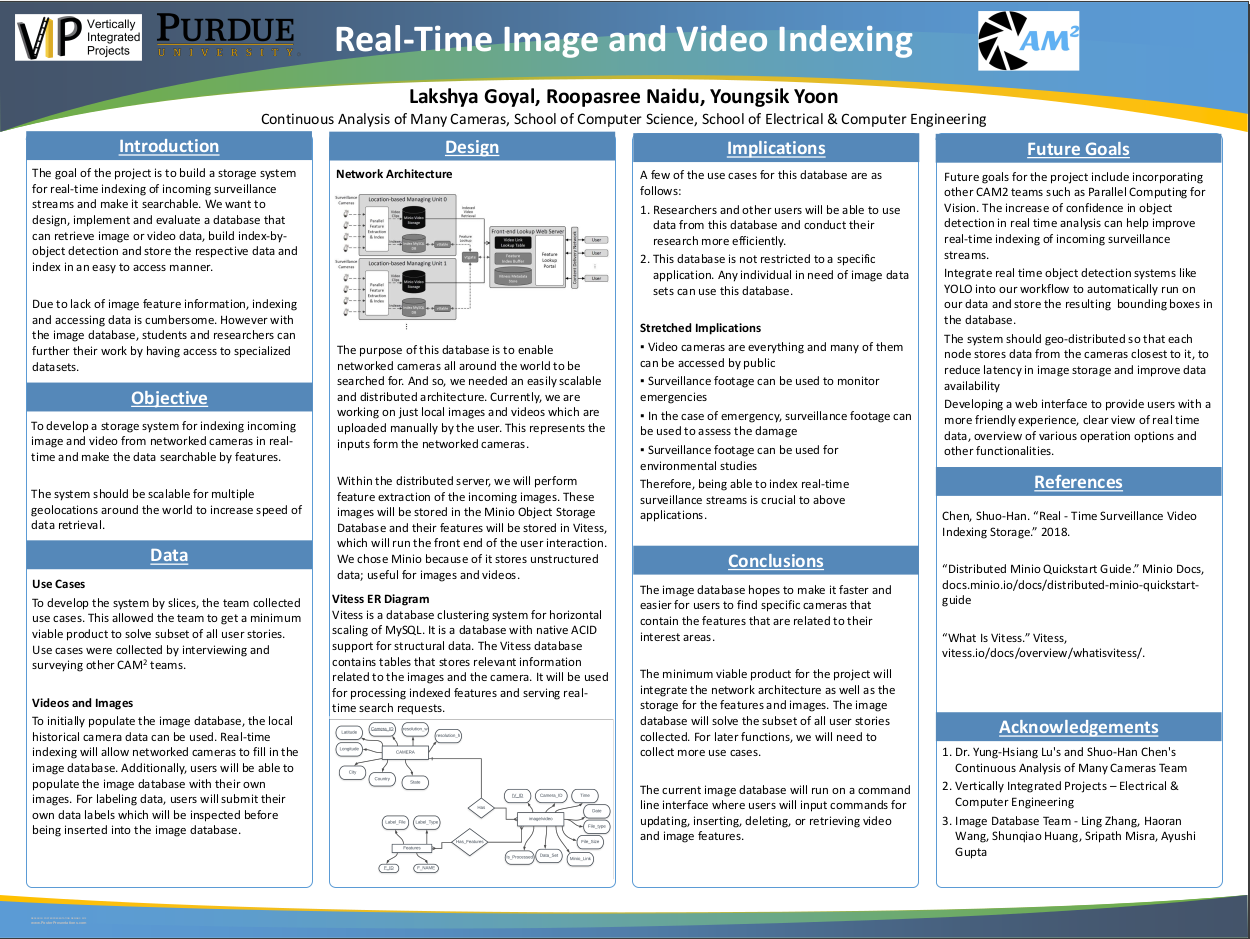 Vertically
Integrated
Projects
VIP
PURDUE
UNIVERSITY
Real-Time Image and Video Indexing
CAM²
Lakshya Goyal, Roopasree Naidu, Youngsik Yoon
Continuous Analysis of Many Cameras, School of Computer Science, School of Electrical & Computer Engineering
Introduction
The goal of the project is to build a storage system
for real-time indexing of incoming surveillance
streams and make it searchable. We want to
design, implement and evaluate a database that
can retrieve image or video data, build index-by-
object detection and store the respective data and
index in an easy to access manner.
Due to lack of image feature information, indexing
and accessing data is cumbersome. However with
the image database, students and researchers can
further their work by having access to specialized
datasets.
Objective
To develop a storage system for indexing incoming
image and video from networked cameras in real-
time and make the data searchable by features.
The system should be scalable for multiple
geolocations around the world to increase speed of
data retrieval.
Data
Use Cases
To develop the system by slices, the team collected
use cases. This allowed the team to get a minimum
viable product to solve subset of all user stories.
Use cases were collected by interviewing and
surveying other CAM² teams.
Videos and Images
To initially populate the image database, the local
historical camera data can be used. Real-time
indexing will allow networked cameras to fill in the
image database. Additionally, users will be able to
populate the image database with their own
images. For labeling data, users will submit their
own data labels which will be inspected before
being inserted into the image database.
Design
Network Architecture
Surveillance
Cameras
Location-based Managing Unit 0
Video
Files
Minio Video
Storage
Parallel
Feature
Extraction
& Index
Indexes
Index MySQL
DB
vttablet
Indexed
Video
Retrieval
Feature
Lookup
vtgate
Front-end Lookup Web Server
Video Link
Lookup Table
Feature
Index Buffer
Vitess Metadata
Store
Feature
Lookup
Portal
User
User
User
Surveillance
Cameras
Location-based Managing Unit 1
Video
Files
Minio Video
Storage
Parallel
Feature
Extraction
& Index
Indexes
Index MySQL
DB
vttablet
The purpose of this database is to enable
networked cameras all around the world to be
searched for. And so, we needed an easily scalable
and distributed architecture. Currently, we are
working on just local images and videos which are
uploaded manually by the user. This represents the
inputs form the networked cameras.
Within the distributed server, we will perform
feature extraction of the incoming images. These
images will be stored in the Minio Object Storage
Database and their features will be stored in Vitess,
which will run the front end of the user interaction.
We chose Minio because of it stores unstructured
data; useful for images and videos.
Vitess ER Diagram
Vitess is a database clustering system for horizontal
scaling of MySQL. It is a database with native ACID
support for structural data. The Vitess database
contains tables that stores relevant information
related to the images and the camera. It will be used
for processing indexed features and serving real-
time search requests.
Latitude
Camera_ID
resolution_w
resolution_h
Longitude
CAMERA
City
Country
State
Has
IV_ID
Camera_ID
Time
Date
ImageVideo
File_type
File_Size
Is_Processed
Data_Set
Minio_Link
Label_File
Label_Type
Has_Features
Features
F_ID
F_NAME
Implications
A few of the use cases for this database are as
follows:
1. Researchers and other users will be able to use
data from this database and conduct their
research more efficiently.
2. This database is not restricted to a specific
application. Any individual in need of image data
sets can use this database.
Stretched Implications
▪ Video cameras are everything and many of them
can be accessed by public
▪ Surveillance footage can be used to monitor
emergencies
▪ In the case of emergency, surveillance footage can
be used to assess the damage
▪ Surveillance footage can be used for
environmental studies
Therefore, being able to index real-time
surveillance streams is crucial to above
applications.
Conclusions
The image database hopes to make it faster and
easier for users to find specific cameras that
contain the features that are related to their
interest areas.
The minimum viable product for the project will
integrate the network architecture as well as the
storage for the features and images. The image
database will solve the subset of all user stories
collected. For later functions, we will need to
collect more use cases.
The current image database will run on a command
line interface where users will input commands for
updating, inserting, deleting, or retrieving video
and image features.
Future Goals
Future goals for the project include incorporating
other CAM2 teams such as Parallel Computing for
Vision. The increase of confidence in object
detection in real time analysis can help improve
real-time indexing of incoming surveillance
streams.
Integrate real time object detection systems like
YOLO into our workflow to automatically run on
our data and store the resulting bounding boxes in
the database.
The system should geo-distributed so that each
node stores data from the cameras closest to it, to
reduce latency in image storage and improve data
availability
Developing a web interface to provide users with a
more friendly experience, clear view of real time
data, overview of various operation options and
other functionalities.
References
Chen, Shuo-Han. “Real - Time Surveillance Video
Indexing Storage.” 2018.
“Distributed Minio Quickstart Guide.” Minio Docs,
docs.minio.io/docs/distributed-minio-quickstart-
guide
“What Is Vitess.” Vitess,
vitess.io/docs/overview/whatisvitess/.
Acknowledgements
1. Dr. Yung-Hsiang Lu's and Shuo-Han Chen's
Continuous Analysis of Many Cameras Team
2. Vertically Integrated Projects – Electrical &
Computer Engineering
3. Image Database Team - Ling Zhang, Haoran
Wang, Shunqiao Huang, Sripath Misra, Ayushi
Gupta